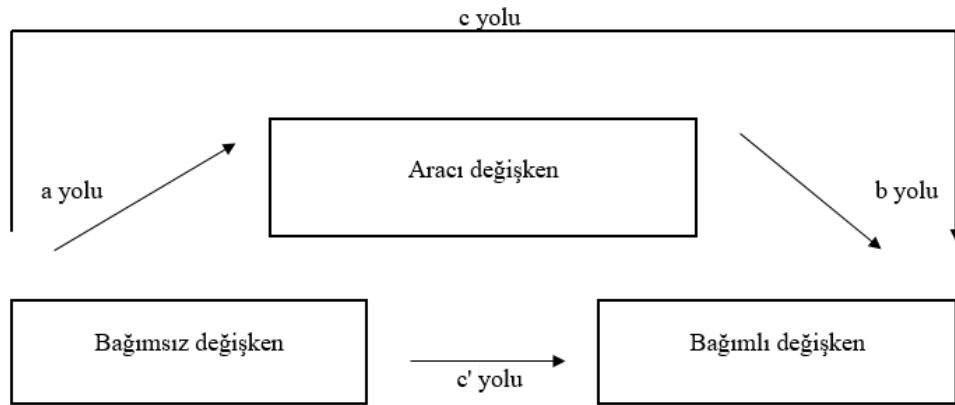 c yolu
Aracı değişken
a yolu
b yolu
Bağımsız değişken
Bağımlı değişken
c' yolu